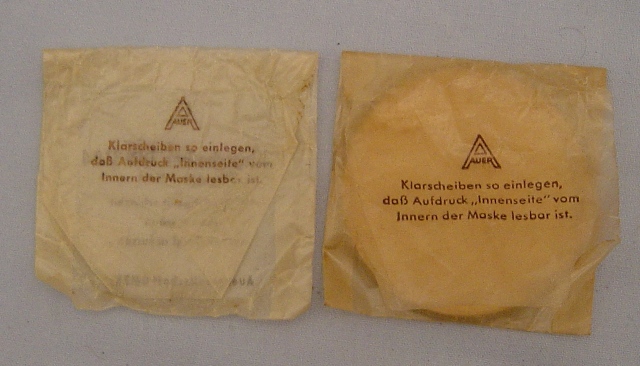 AUER
Klarscheiben so einlegen,
daß Aufdruck „Innenseite“ vom
Innern der Maske lesbar ist.
AUER
Klarscheiben so einlegen,
daß Aufdruck „Innenseite“ vom
Innern der Maske lesbar ist.